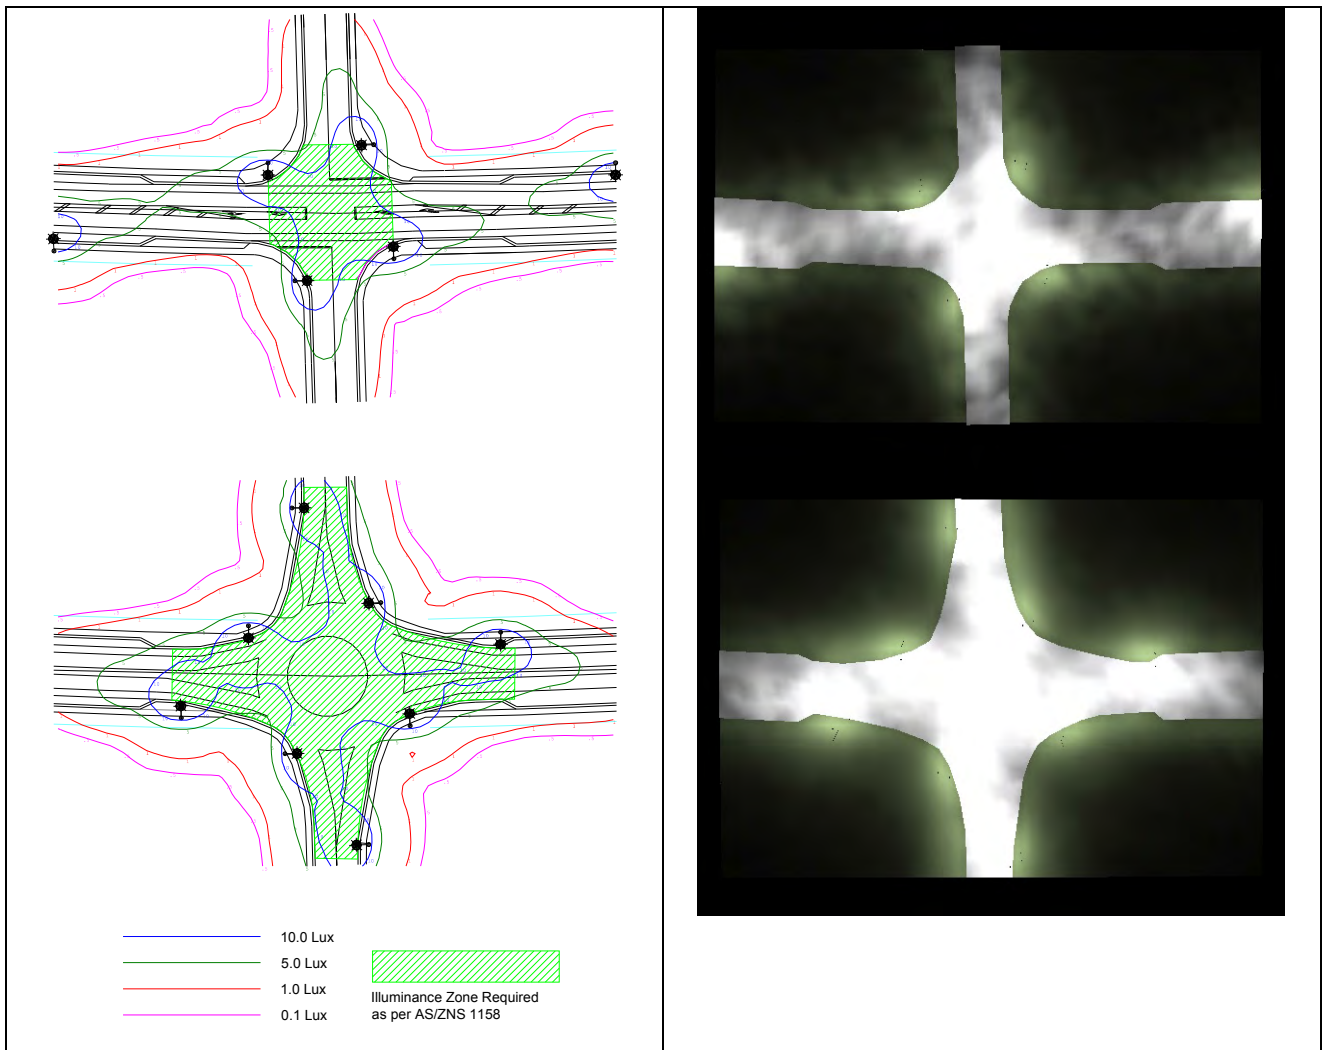 10.0 Lux
5.0 Lux
1.0 Lux
0.1 Lux
Illuminance Zone Required
as per AS/ZNS 1158